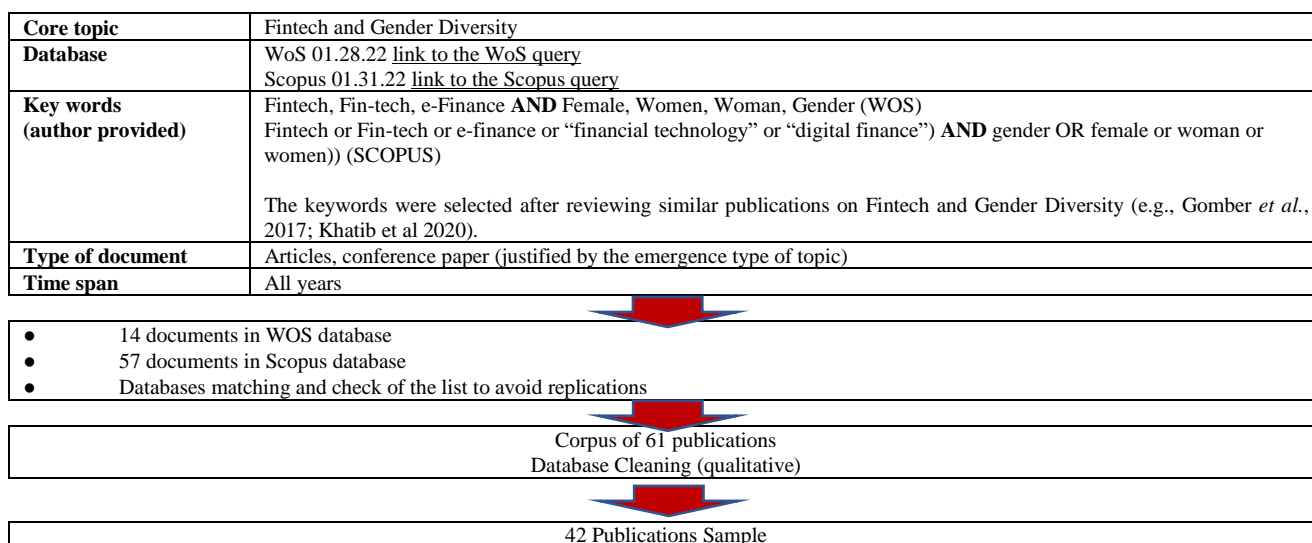 Core topic Fintech and Gender Diversity
Database WoS 01.28.22 link to the WoS query
Scopus 01.31.22 link to the Scopus query
Key words Fintech, Fin-tech, e-Finance AND Female, Women, Woman, Gender (WOS)
(author provided) Fintech or Fin-tech or e-finance or “financial technology” or “digital finance”) AND gender OR female or woman or
women)) (SCOPUS)
The keywords were selected after reviewing similar publications on Fintech and Gender Diversity (e.g., Gomber et al.,
2017; Khatib et al 2020).
Type of document Articles, conference paper (justified by the emergence type of topic)
Time span All years
● 14 documents in WOS database
● 57 documents in Scopus database
● Databases matching and check of the list to avoid replications
Corpus of 61 publications
Database Cleaning (qualitative)
42 Publications Sample